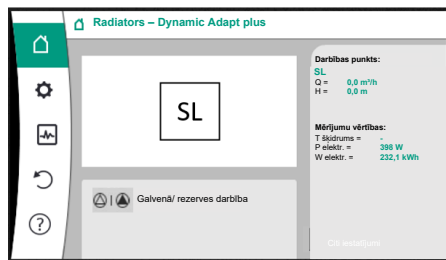 Radiators – Dynamic Adapt plus
SL
Galvenā/ rezerves darbība
Darbības punkts:
SL
Q = 0,0 m³/h
H = 0,0 m
Mērījumu vērtības:
T šķidrums = -
P elektr. = 398 W
W elektr. = 232,1 kWh
Citi iestatījumi